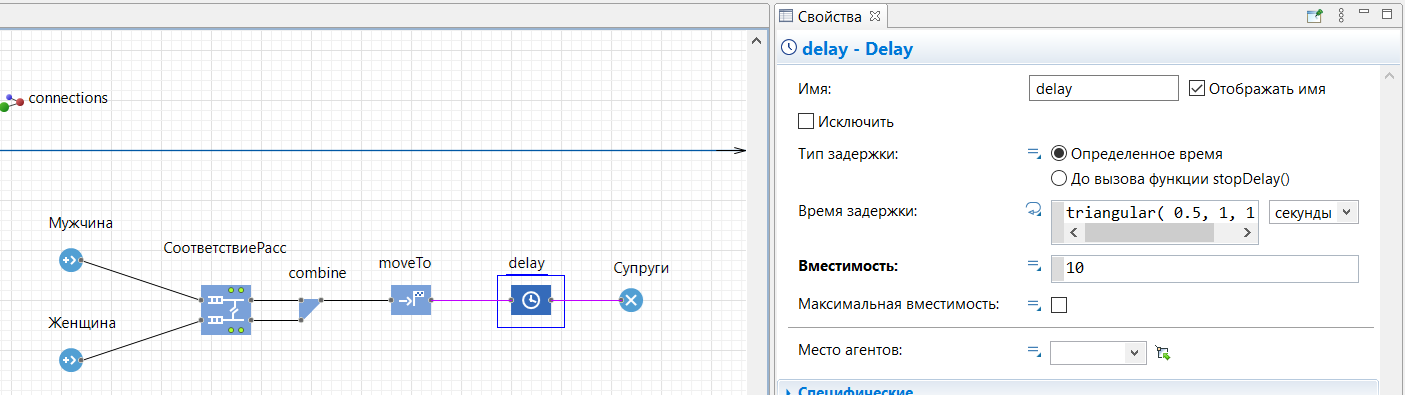 connections
Мужчина
СоответствиеРасс
combine
moveTo
delay
Супруги
Женщина
Свойства
delay - Delay
Имя:
delay
Отображать имя
Исключить
Тип задержки:
Определенное время
До вызова функции stopDelay()
Время задержки:
triangular( 0.5, 1, 1
секунды
Вместимость:
10
Максимальная вместимость:
Место агентов:
Специфические